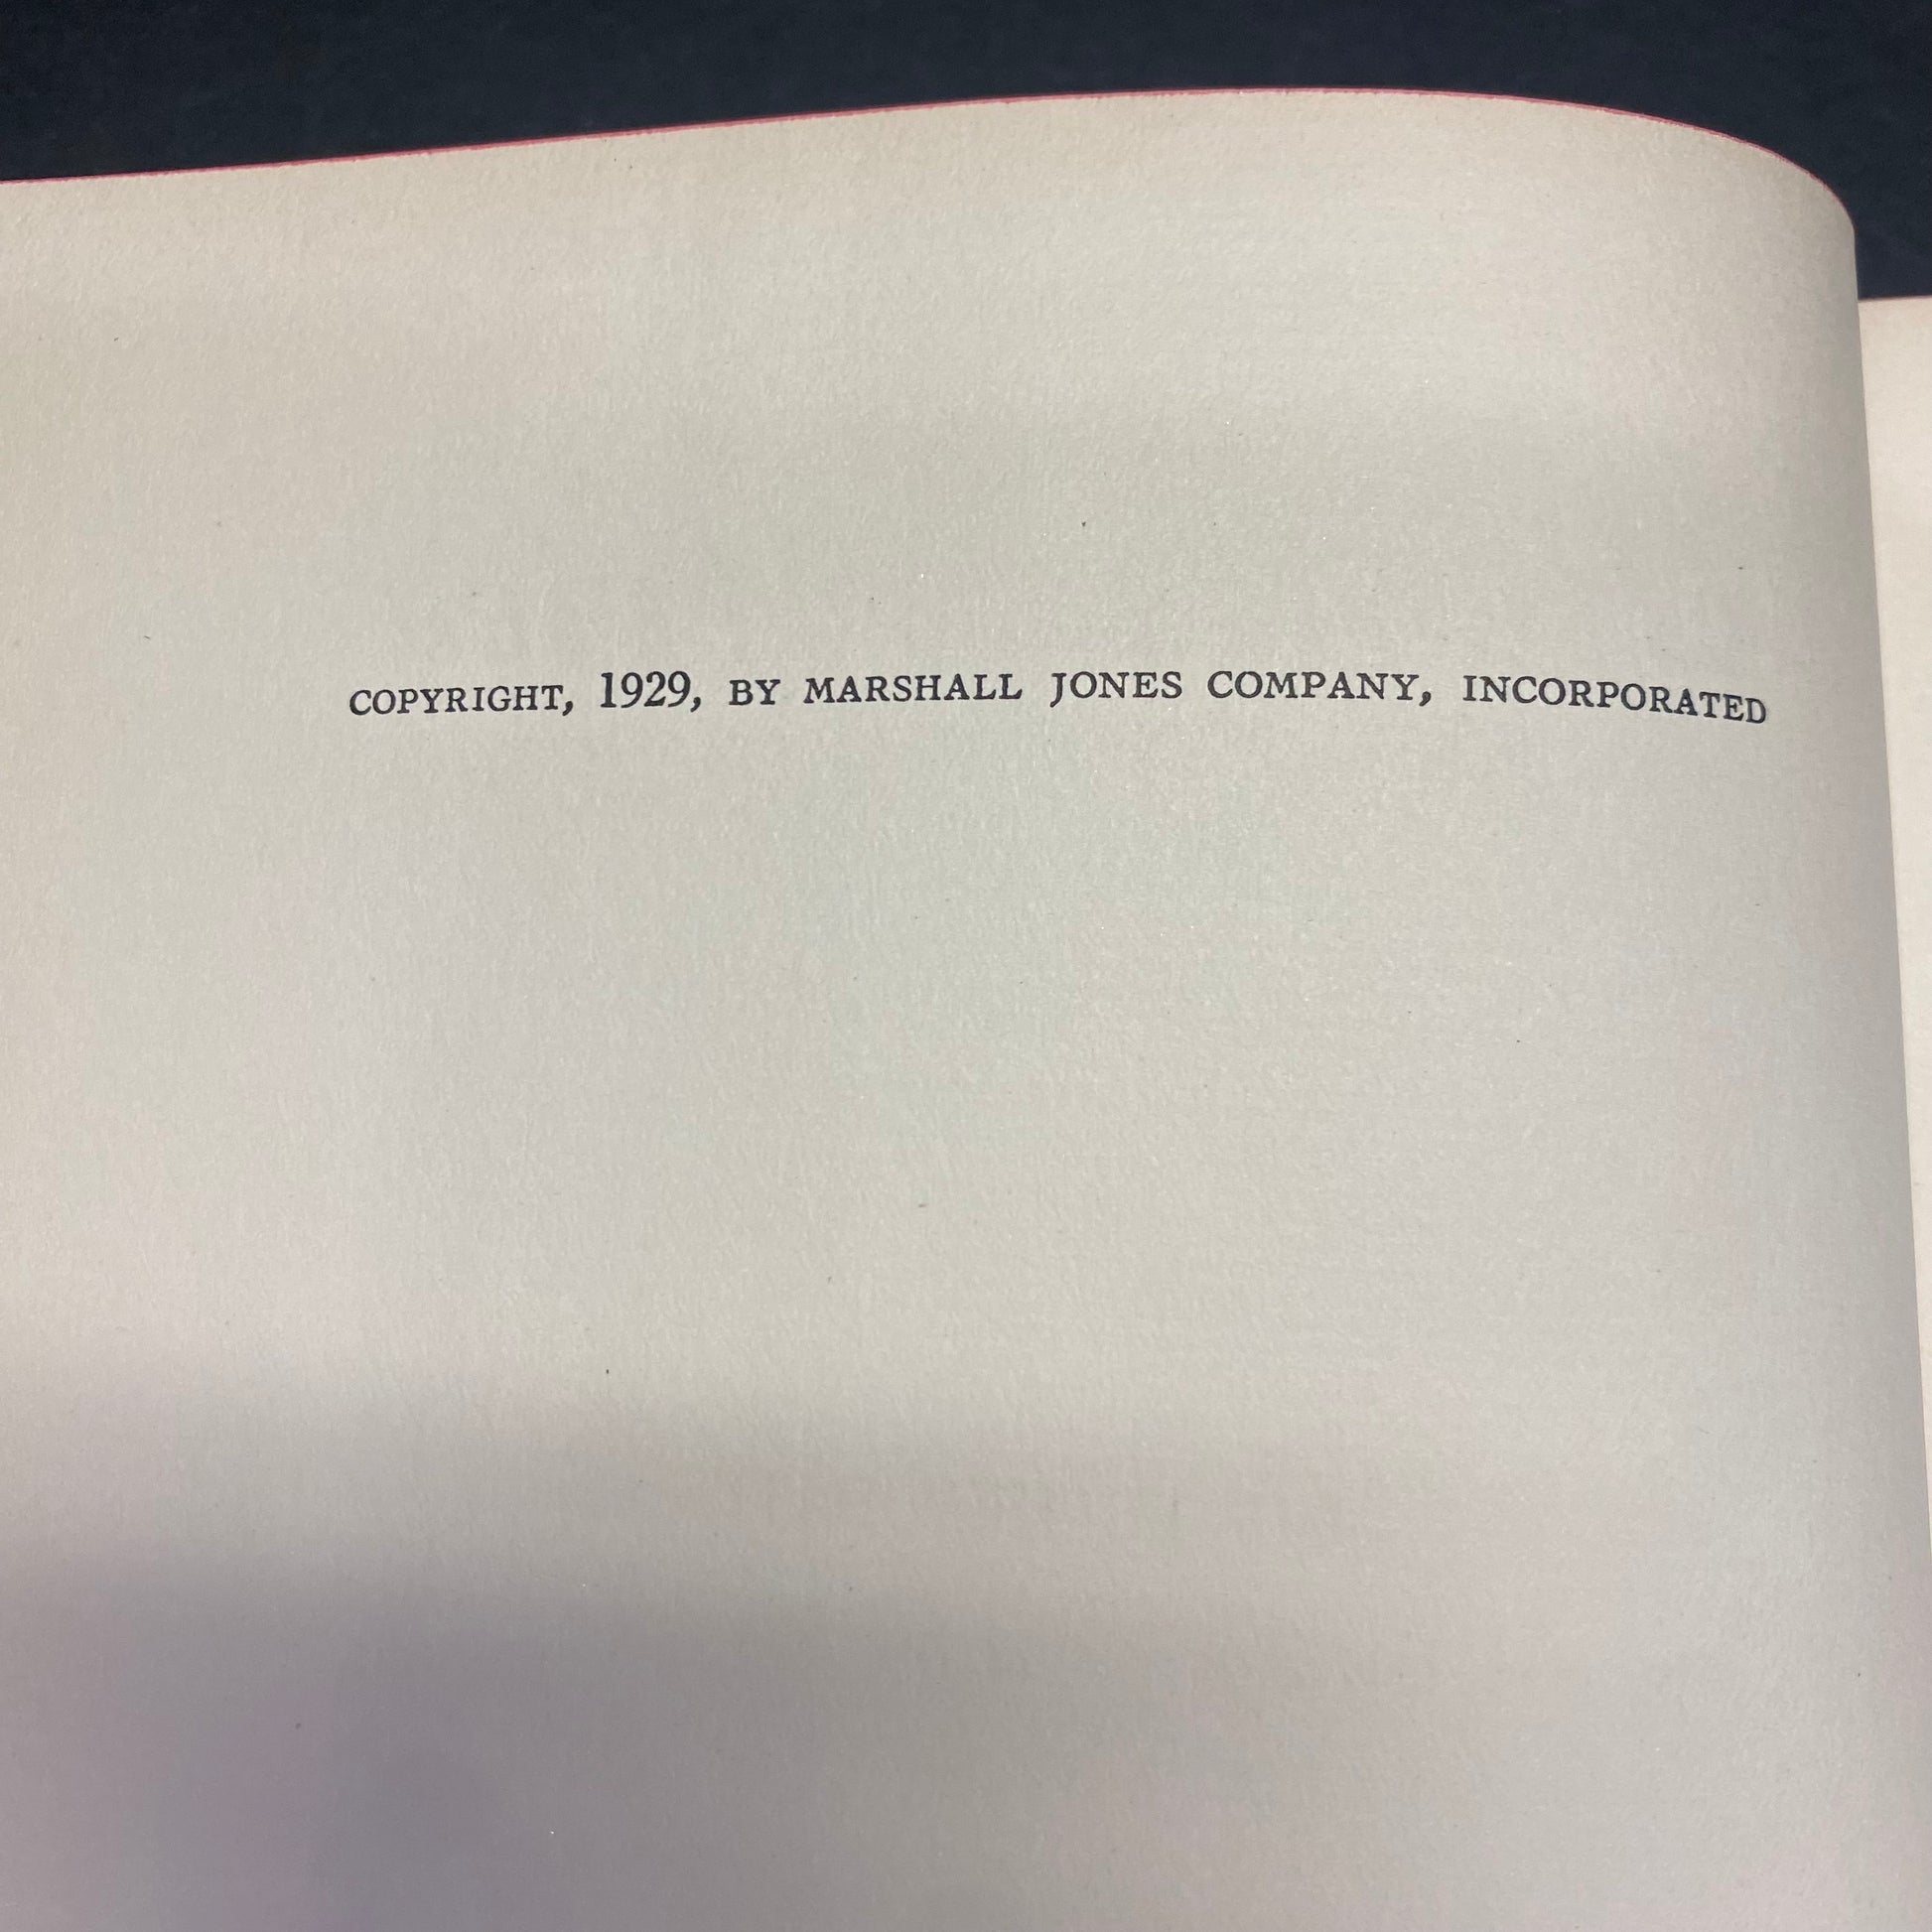 COPYRIGHT, 1929, BY MARSHALL JONES COMPANY, INCORPORATED